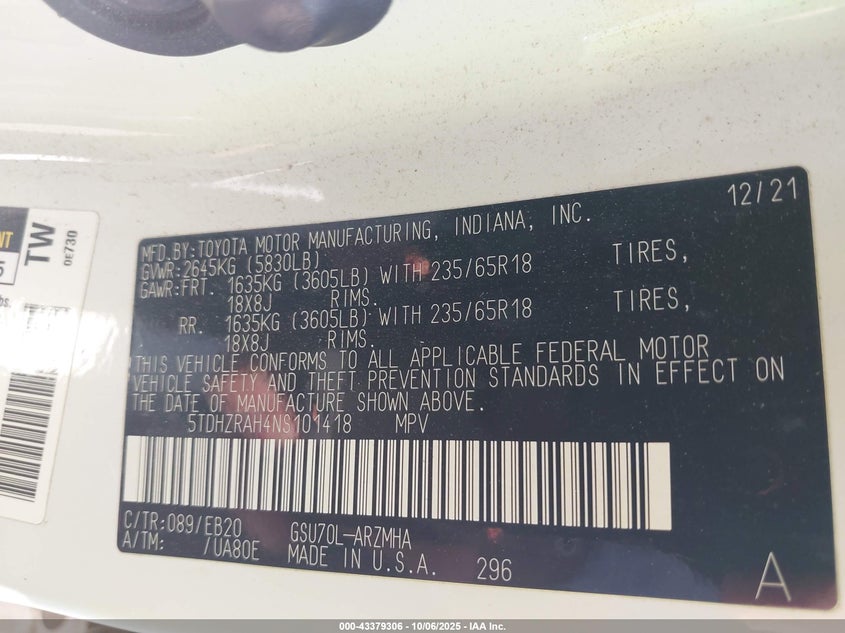 12/21
MFD.BY:TOYOTA MOTOR MANUFACTURING, INDIANA, INC.
GVWR:2645KG (5830LB)
GAWR:FRT. 1635KG (3605LB) WITH 235/65R18 TIRES,
18X8J RIMS.
RR. 1635KG (3605LB) WITH 235/65R18 TIRES,
18X8J RIMS.
THIS VEHICLE CONFORMS TO ALL APPLICABLE FEDERAL MOTOR
VEHICLE SAFETY AND THEFT PREVENTION STANDARDS IN EFFECT ON
THE DATE OF MANUFACTURE SHOWN ABOVE.
5TDHZRAH4NS101418 MPV
C/TR:089/EB20 GSU70L-ARZMHA
A/TM: /UA80E MADE IN U.S.A. 296
A
TW
0E730
000-43379306 - 10/06/2025 - IAA Inc.